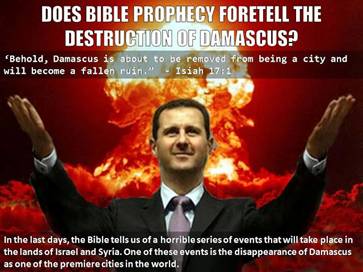 DOES BIBLE PROPHECY FORETELL THE
DESTRUCTION OF DAMASCUS?
‘Behold, Damascus is about to be removed from being a city and
will become a fallen ruin.” - Isiah 17:1
In the last days, the Bible tells us of a horrible series of events that will take place in
the lands of Israel and Syria. One of these events is the disappearance of Damascus
as one of the premiere cities in the world.